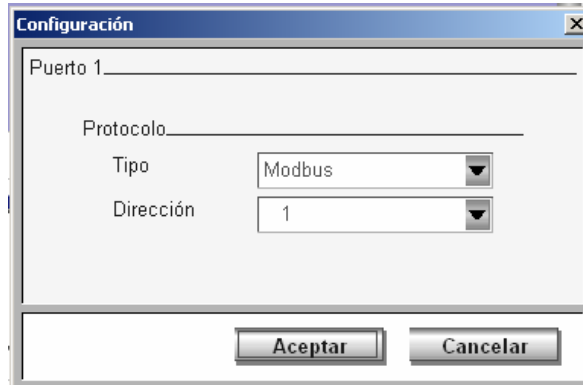 Configuración
Puerto 1
Protocolo
Tipo Modbus
Dirección 1
Aceptar Cancelar